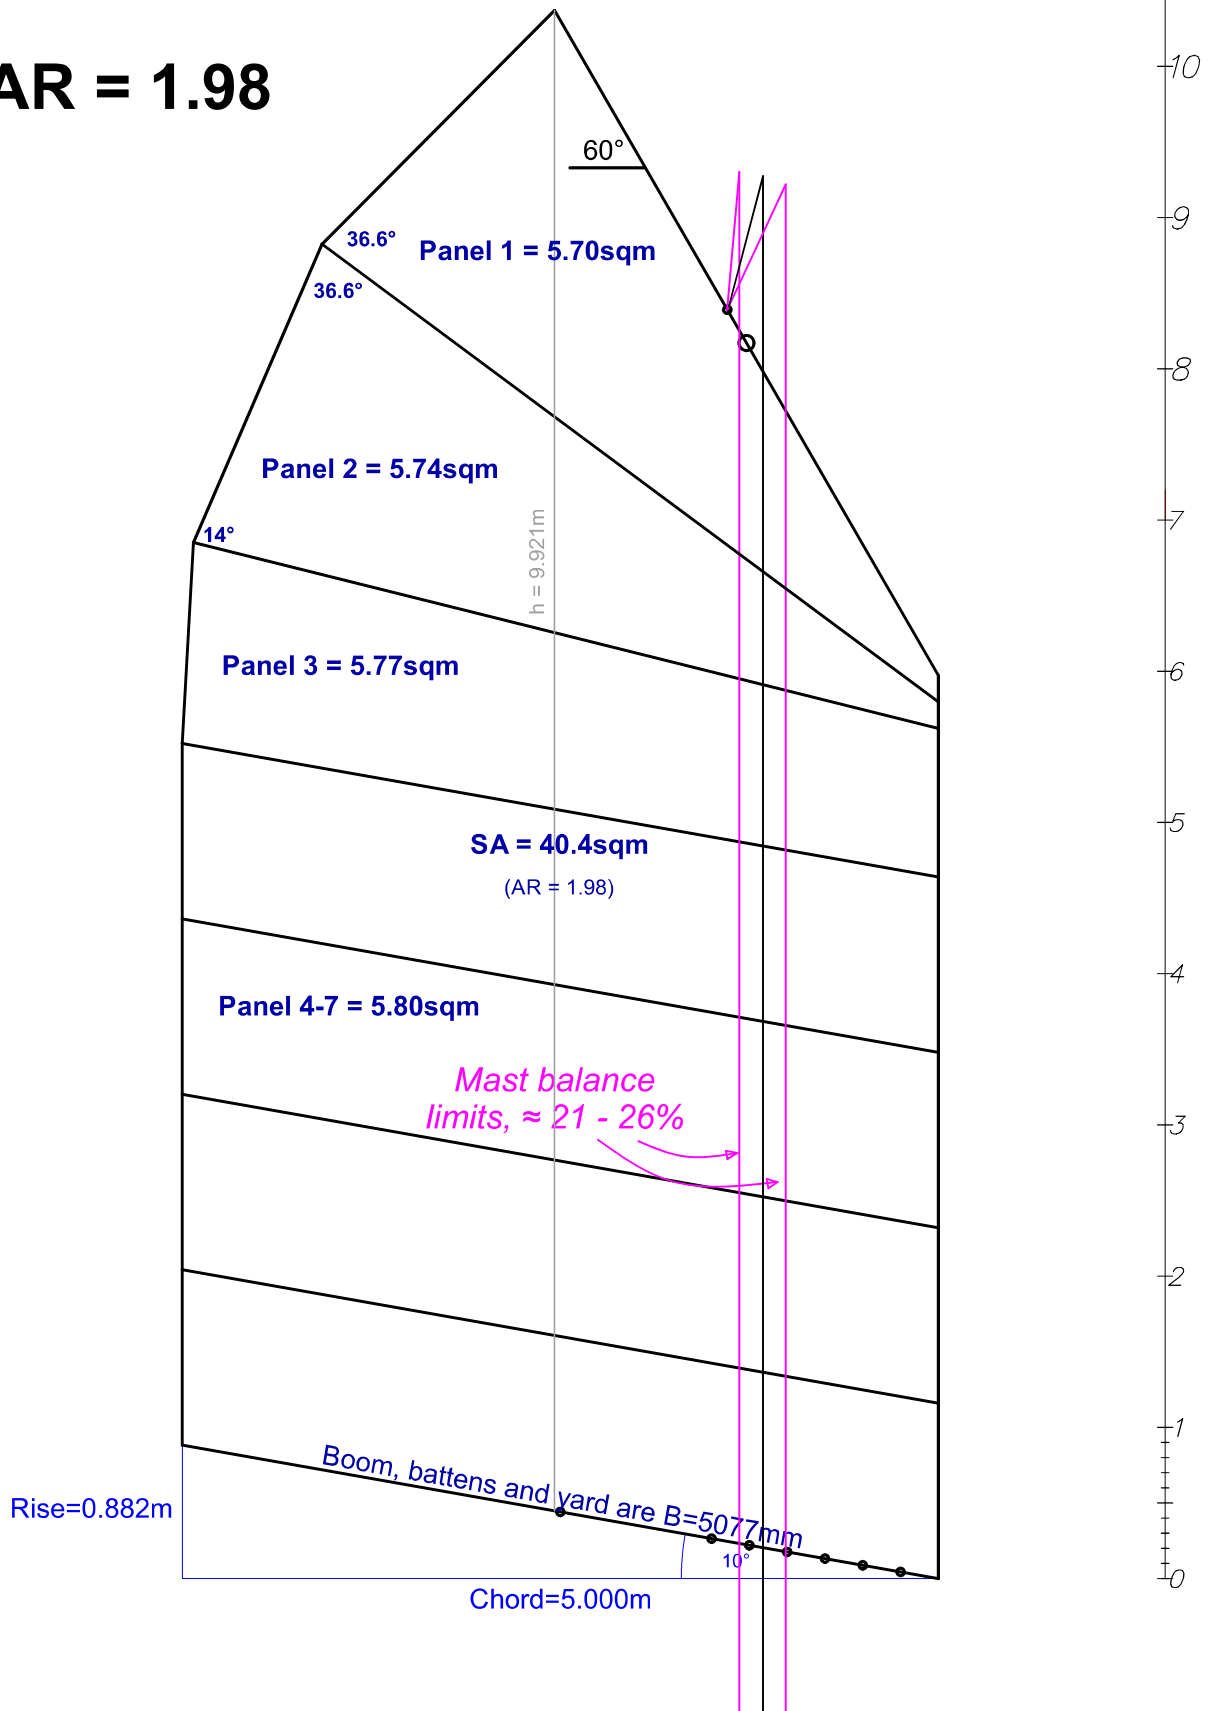 AR = 1.98
10
60°
9
36.6°
Panel 1 = 5.70sqm
36.6°
8
Panel 2 = 5.74sqm
h = 9.921m
7
14°
Panel 3 = 5.77sqm
6
5
SA = 40.4sqm
(AR = 1.98)
4
Panel 4-7 = 5.80sqm
Mast balance
limits, ≈ 21 - 26%
3
2
1
Boom, battens and yard are B=5077mm
Rise=0.882m
10°
0
Chord=5.000m